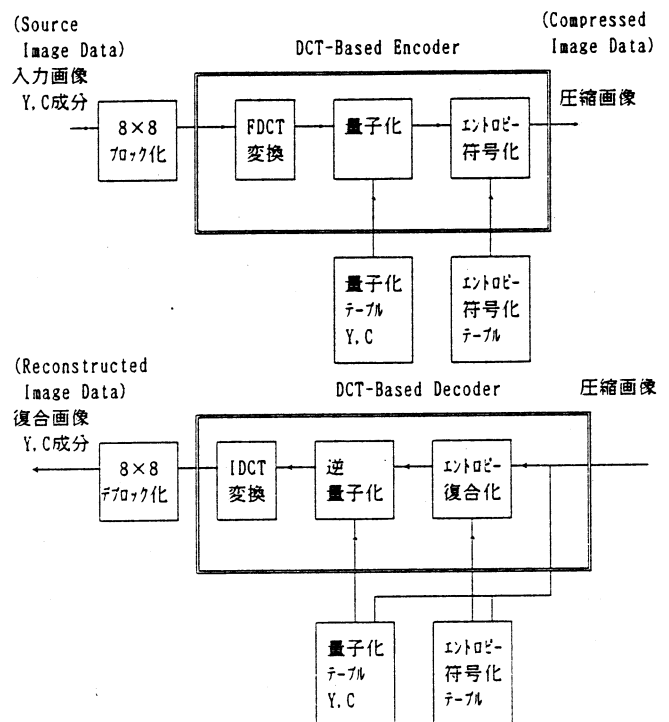 (Source
Image Data)
入力画像
Y,C成分
DCT-Based Encoder
(Compressed
Image Data)
圧縮画像
8×8
ﾌﾞﾛｯｸ化
FDCT
変換
量子化
ｴﾝﾄﾛﾋﾟｰ
符号化
量子化
ﾃｰﾌﾞﾙ
Y,C
ｴﾝﾄﾛﾋﾟｰ
符号化
ﾃｰﾌﾞﾙ
(Reconstructed
Image Data)
復合画像
Y,C成分
DCT-Based Decoder
圧縮画像
8×8
ﾃﾞﾌﾞﾛｯｸ化
IDCT
変換
逆
量子化
ｴﾝﾄﾛﾋﾟｰ
復合化
量子化
ﾃｰﾌﾞﾙ
Y,C
ｴﾝﾄﾛﾋﾟｰ
符号化
ﾃｰﾌﾞﾙ